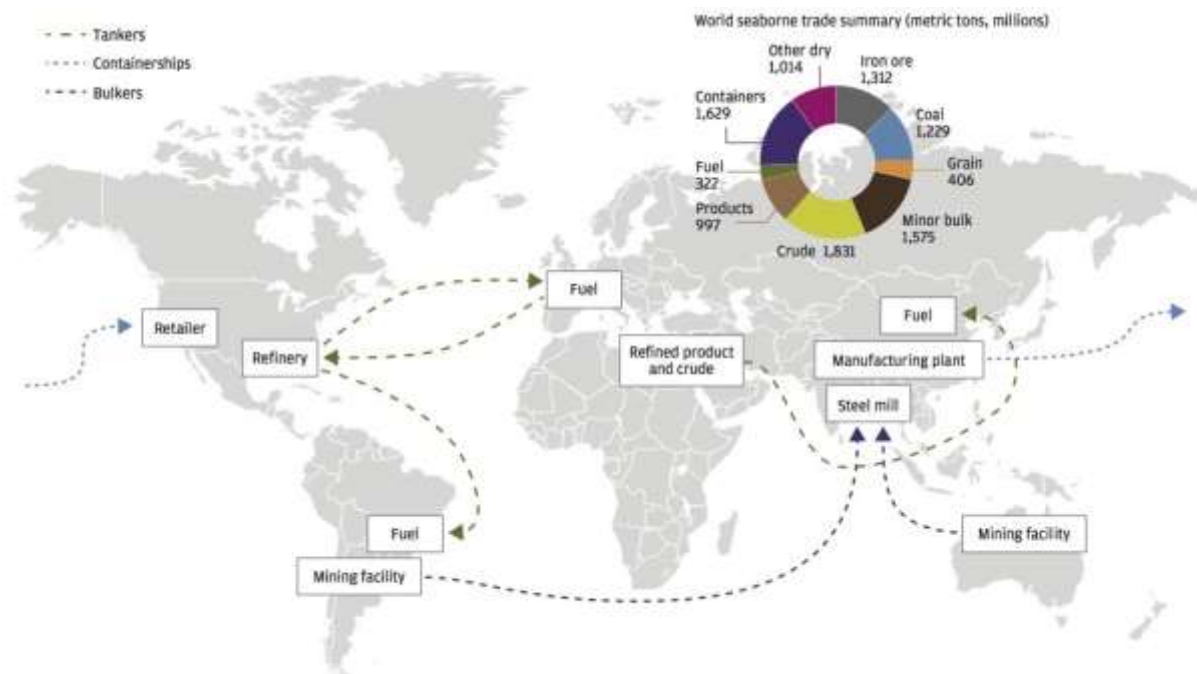 World seaborne trade summary (metric tons, millions)
Tankers
Containerships
Bulkers
Other dry
1,014
Iron ore
1,312
Containers
1,629
Coal
1,229
Fuel
322
Grain
406
Products
997
Minor bulk
1,575
Crude 1,831
Fuel
Retailer
Refinery
Refined product
and crude
Fuel
Manufacturing plant
Steel mill
Fuel
Mining facility
Mining facility